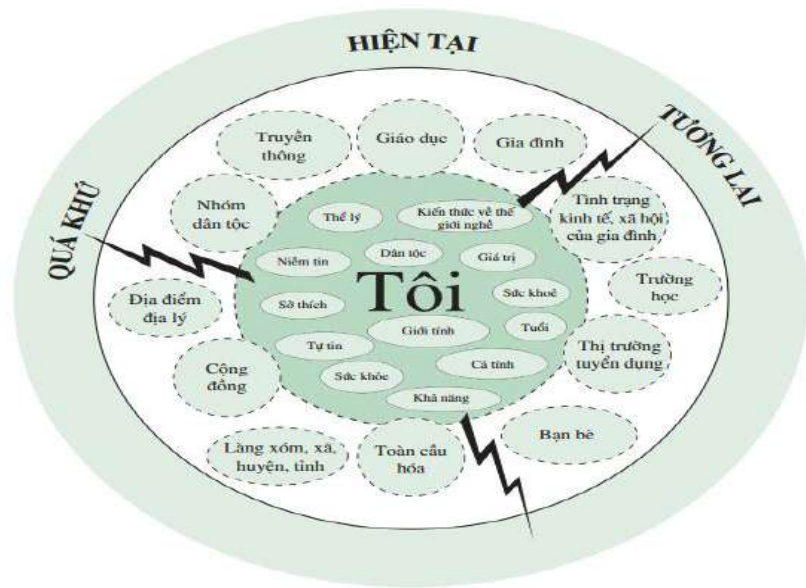 HIỆN TẠI
QUÁ KHỨ
TƯƠNG LAI
Truyền
thông
Giáo dục
Gia đình
Nhóm
dân tộc
Tình trạng
kinh tế, xã hội
của gia đình
Địa điểm
địa lý
Trường
học
Cộng
đồng
Thị trường
tuyển dụng
Làng xóm, xã,
huyện, tỉnh
Toàn cầu
hóa
Bạn bè
Thể lý
Kiến thức về thế
giới nghề
Niềm tin
Dân tộc
Giá trị
Tôi
Sở thích
Sức khoẻ
Giới tính
Tuổi
Tự tin
Cá tính
Sức khỏe
Khả năng